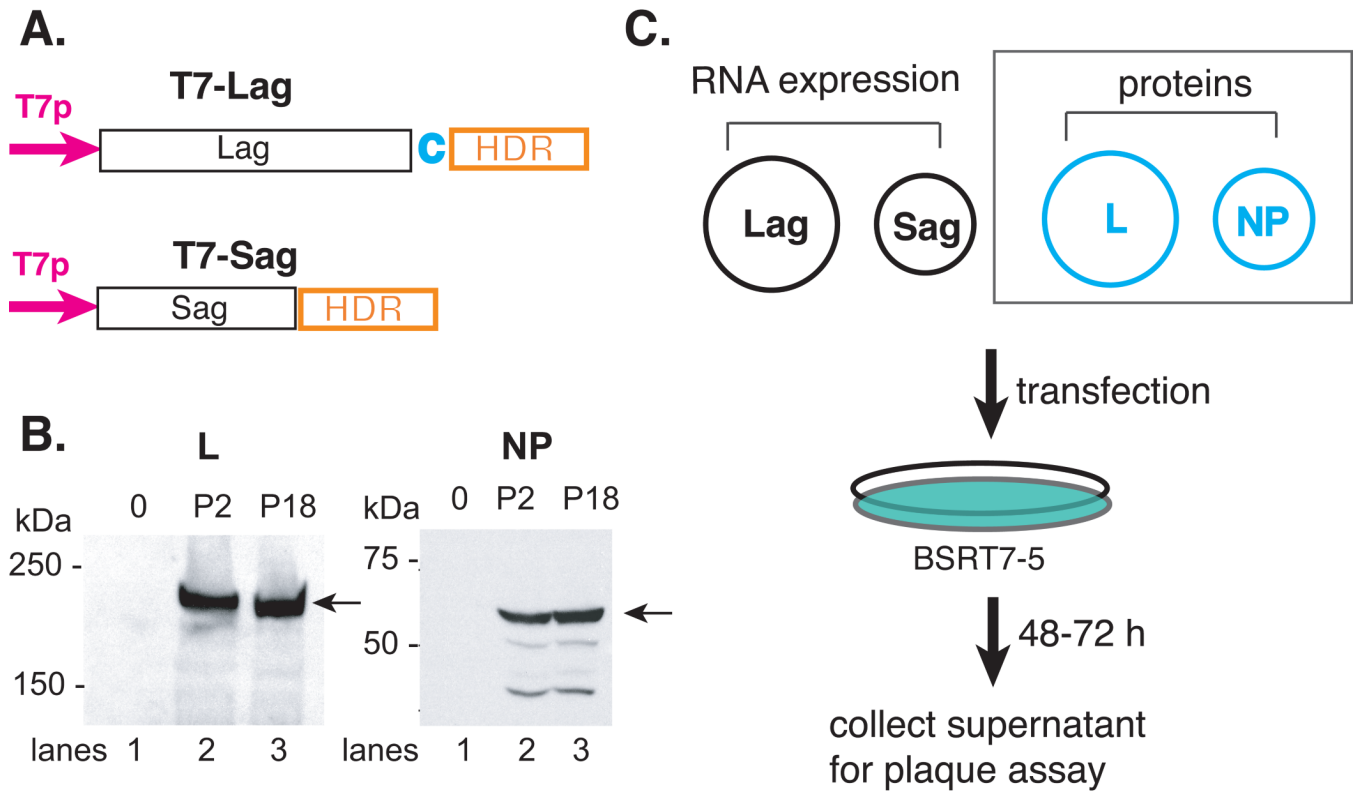 A.
T7-Lag
T7p
Lag
C
HDR
T7-Sag
T7p
Sag
HDR
B.
L
kDa
0
P2
P18
250 -
150 -
lanes 1 2 3
NP
kDa
0
P2
P18
75 -
50 -
lanes 1 2 3
C.
RNA expression
proteins
Lag
Sag
L
NP
transfection
BSRT7-5
48-72 h
collect supernatant
for plaque assay